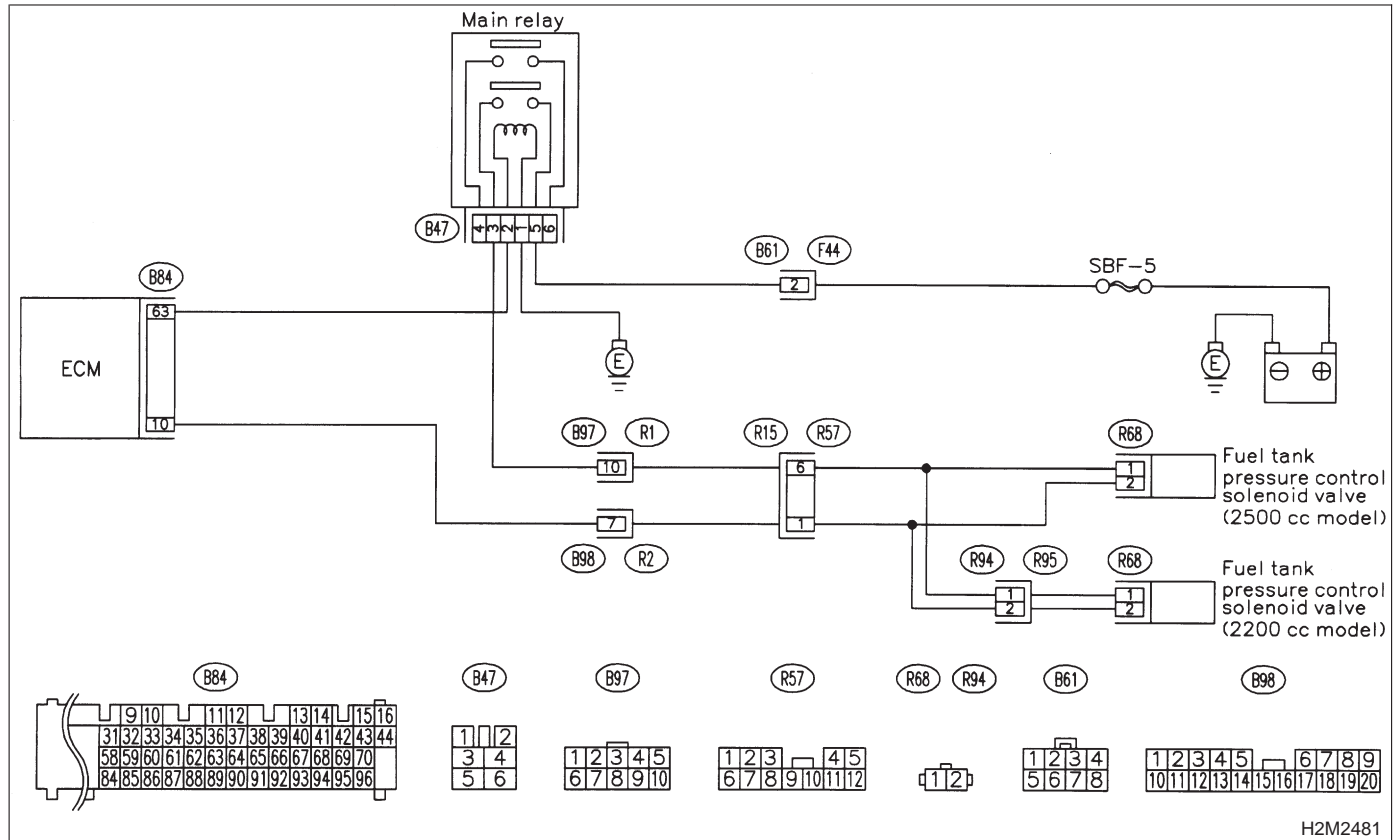 Main relay
B47
4 3 2 1 5 6
B61 F44
2
SBF-5
B84
63
ECM
10
E
E
⊖ ⊕
B97 R1
10
R15 R57
6
1
R68
1
2
Fuel tank
pressure control
solenoid valve
(2500 cc model)
7
B98 R2
R94 R95 R68
1
2
1
2
Fuel tank
pressure control
solenoid valve
(2200 cc model)
B84
9 10 11 12 13 14 15 16
31 32 33 34 35 36 37 38 39 40 41 42 43 44
58 59 60 61 62 63 64 65 66 67 68 69 70
84 85 86 87 88 89 90 91 92 93 94 95 96
B47
1 2
3 4
5 6
B97
1 2 3 4 5
6 7 8 9 10
R57
1 2 3 4 5
6 7 8 9 10 11 12
R68 R94
1 2
B61
1 2 3 4
5 6 7 8
B98
1 2 3 4 5 6 7 8 9
10 11 12 13 14 15 16 17 18 19 20
H2M2481